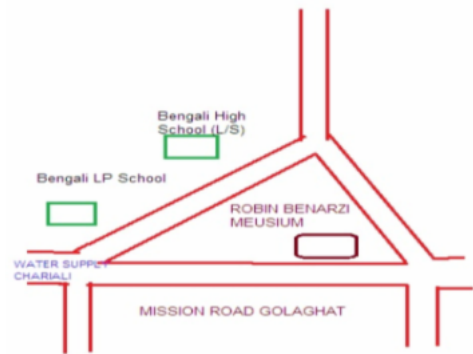 Bengali High
School (L/S)
Bengali LP School
ROBIN BENARZI
MEUSIUM
WATER SUPPLY
CHARIALI
MISSION ROAD GOLAGHAT